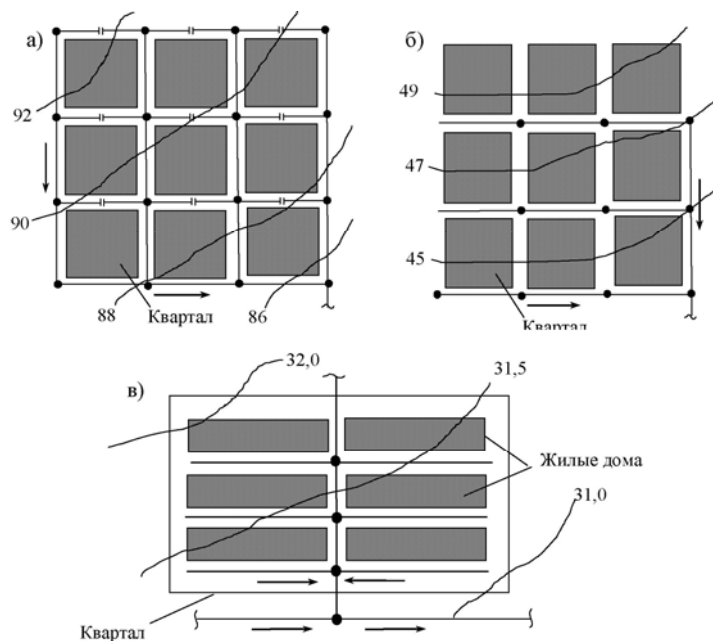 а)
92
90
88
86
Квартал
б)
49
47
45
Квартал
в)
32,0
31,5
Жилые дома
31,0
Квартал